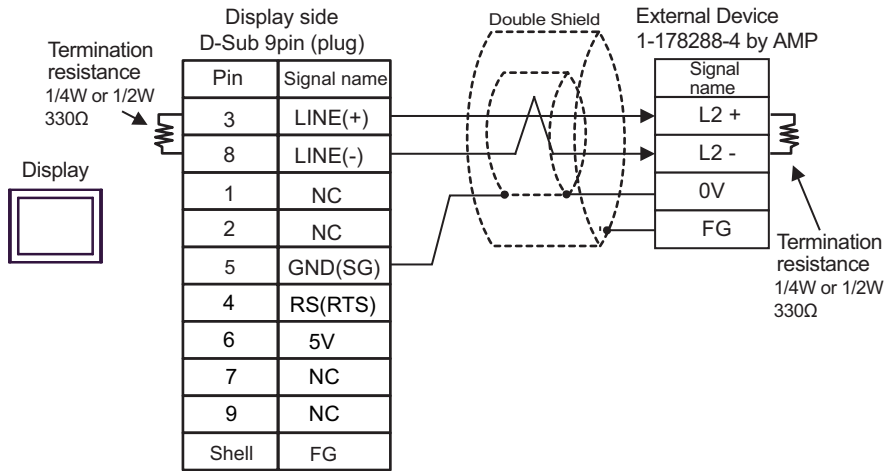 Display side
D-Sub 9pin (plug)
Double Shield
External Device
1-178288-4 by AMP
Termination
resistance
1/4W or 1/2W
330Ω
Display
Pin Signal name
3 LINE(+)
8 LINE(-)
1 NC
2 NC
5 GND(SG)
4 RS(RTS)
6 5V
7 NC
9 NC
Shell FG
Signal
name
L2 +
L2 -
0V
FG
Termination
resistance
1/4W or 1/2W
330Ω